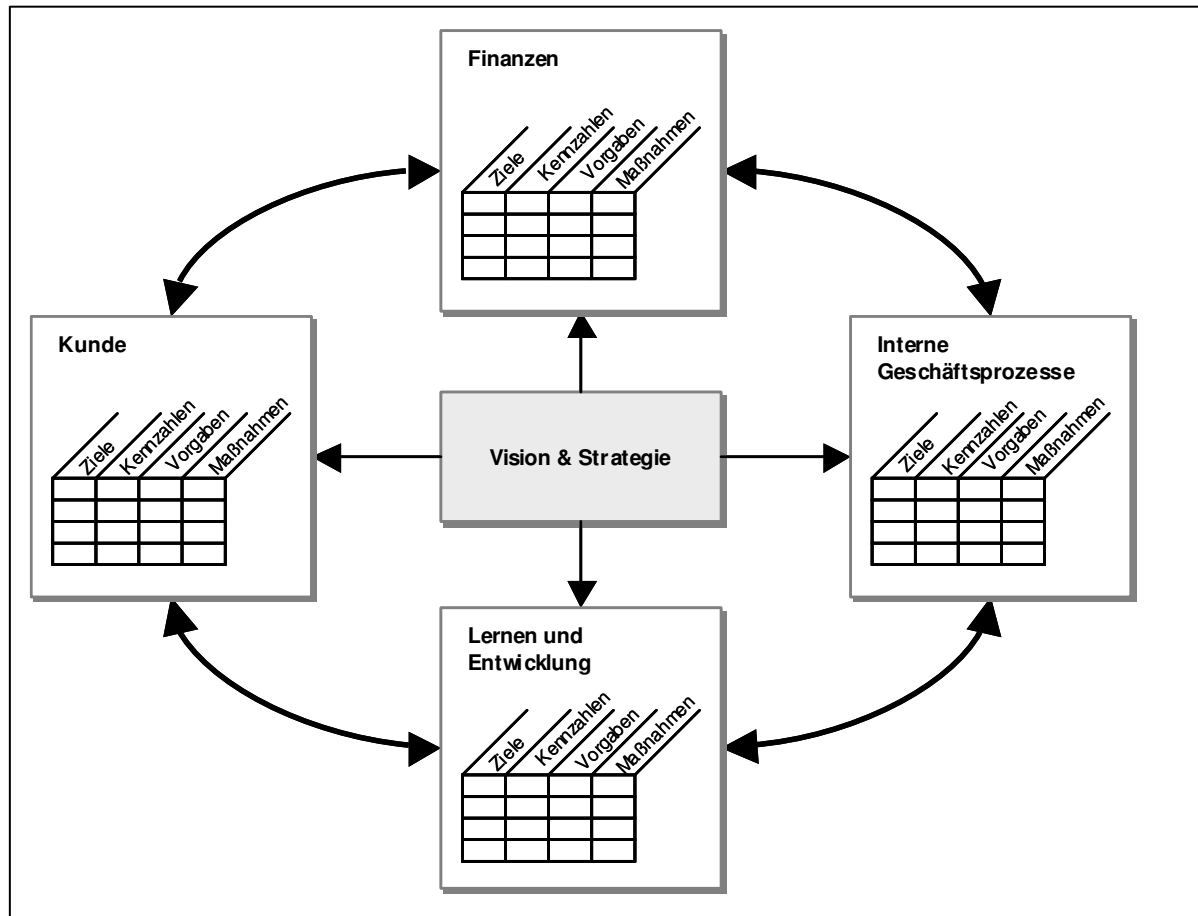 Finanzen
Ziele
Kennzahlen
Vorgaben
Maßnahmen
Kunde
Ziele
Kennzahlen
Vorgaben
Maßnahmen
Vision & Strategie
Interne
Geschäftsprozesse
Ziele
Kennzahlen
Vorgaben
Maßnahmen
Lernen und
Entwicklung
Ziele
Kennzahlen
Vorgaben
Maßnahmen